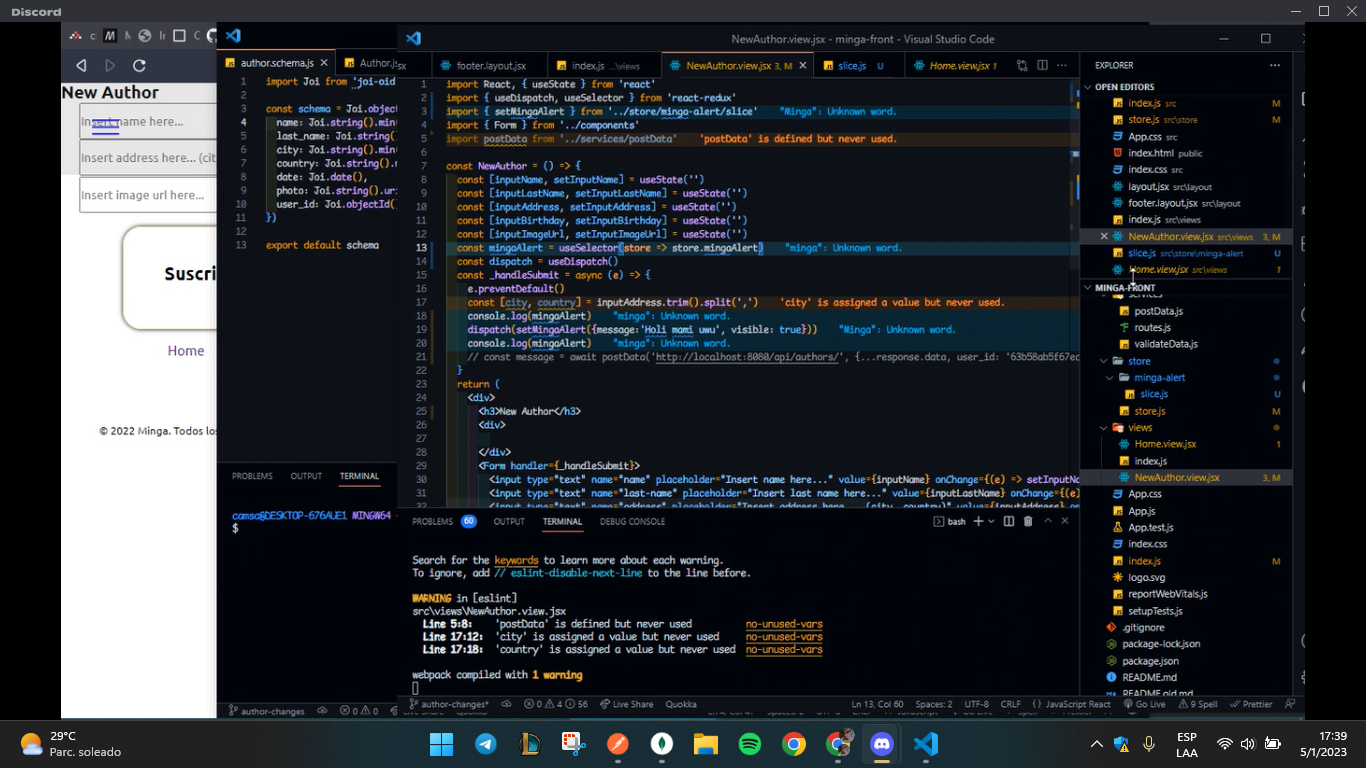 Discord
New Author
Insert name here...
Insert address here... (cit
Insert image url here...
Suscri
Home
© 2022 Minga. Todos los
author.schema.js
Author.jsx
1 import Joi from 'joi-oid
2
3 const schema = Joi.object
4 name: Joi.string().min(
5 last_name: Joi.string()
6 city: Joi.string().min(
7 country: Joi.string().m
8 date: Joi.date(),
9 photo: Joi.string().uri
10 user_id: Joi.objectId()
11 })
12
13 export default schema
PROBLEMS OUTPUT TERMINAL
camsc@DESKTOP-676AUE1 MINGW64
$
author-changes 0 0
NewAuthor.view.jsx - minga-front - Visual Studio Code
footer.layout.jsx
index.js ...\views
NewAuthor.view.jsx 3, M
slice.js U
Home.view.jsx 1
1 import React, { useState } from 'react'
2 import { useDispatch, useSelector } from 'react-redux'
3 import { setMingaAlert } from '../store/minga-alert/slice' "Minga": Unknown word.
4 import { Form } from '../components'
5 import postData from '../services/postData' 'postData' is defined but never used.
6
7 const NewAuthor = () => {
8 const [inputName, setInputName] = useState('')
9 const [inputLastName, setInputLastName] = useState('')
10 const [inputAddress, setInputAddress] = useState('')
11 const [inputBirthday, setInputBirthday] = useState('')
12 const [inputImageUrl, setInputImageUrl] = useState('')
13 const mingaAlert = useSelector(store => store.mingaAlert) "minga": Unknown word.
14 const dispatch = useDispatch()
15 const _handleSubmit = async (e) => {
16 e.preventDefault()
17 const [city, country] = inputAddress.trim().split(',') 'city' is assigned a value but never used.
18 console.log(mingaAlert) "minga": Unknown word.
19 dispatch(setMingaAlert({message:'Holi mami uwu', visible: true})) "Minga": Unknown word.
20 console.log(mingaAlert) "minga": Unknown word.
21 // const message = await postData('http://localhost:8080/api/authors/', {...response.data, user_id: '63b58ab5f67ec
22 }
23 return (
24 <div>
25 <h3>New Author</h3>
26 <div>
27
28 </div>
29 <Form handler={_handleSubmit}>
30 <input type="text" name="name" placeholder="Insert name here..." value={inputName} onChange={(e) => setInputNa
31 <input type="text" name="last-name" placeholder="Insert last name here..." value={inputLastName} onChange={(e)
PROBLEMS 60 OUTPUT TERMINAL DEBUG CONSOLE
bash
Search for the keywords to learn more about each warning.
To ignore, add // eslint-disable-next-line to the line before.
WARNING in [eslint]
src\views\NewAuthor.view.jsx
Line 5:8: 'postData' is defined but never used no-unused-vars
Line 17:12: 'city' is assigned a value but never used no-unused-vars
Line 17:18: 'country' is assigned a value but never used no-unused-vars
webpack compiled with 1 warning
author-changes* 0 4 56 Live Share Quokka
Ln 13, Col 60 Spaces: 2 UTF-8 CRLF JavaScript React Go Live 9 Spell Prettier
EXPLORER
OPEN EDITORS
index.js src M
store.js src\store M
App.css src
index.html public
index.css src
layout.jsx src\layout
footer.layout.jsx src\layout
index.js src\views
NewAuthor.view.jsx src\views 3, M
slice.js src\store\minga-alert U
Home.view.jsx src\views 1
MINGA-FRONT
services
postData.js
routes.js
validateData.js
store
minga-alert
slice.js U
store.js M
views
Home.view.jsx 1
index.js
NewAuthor.view.jsx 3, M
App.css
App.js
App.test.js
index.css
index.js M
logo.svg
reportWebVitals.js
setupTests.js
.gitignore
package-lock.json
package.json
README.md
README.old.md
29°C
Parc. soleado
ESP
LAA
17:39
5/1/2023